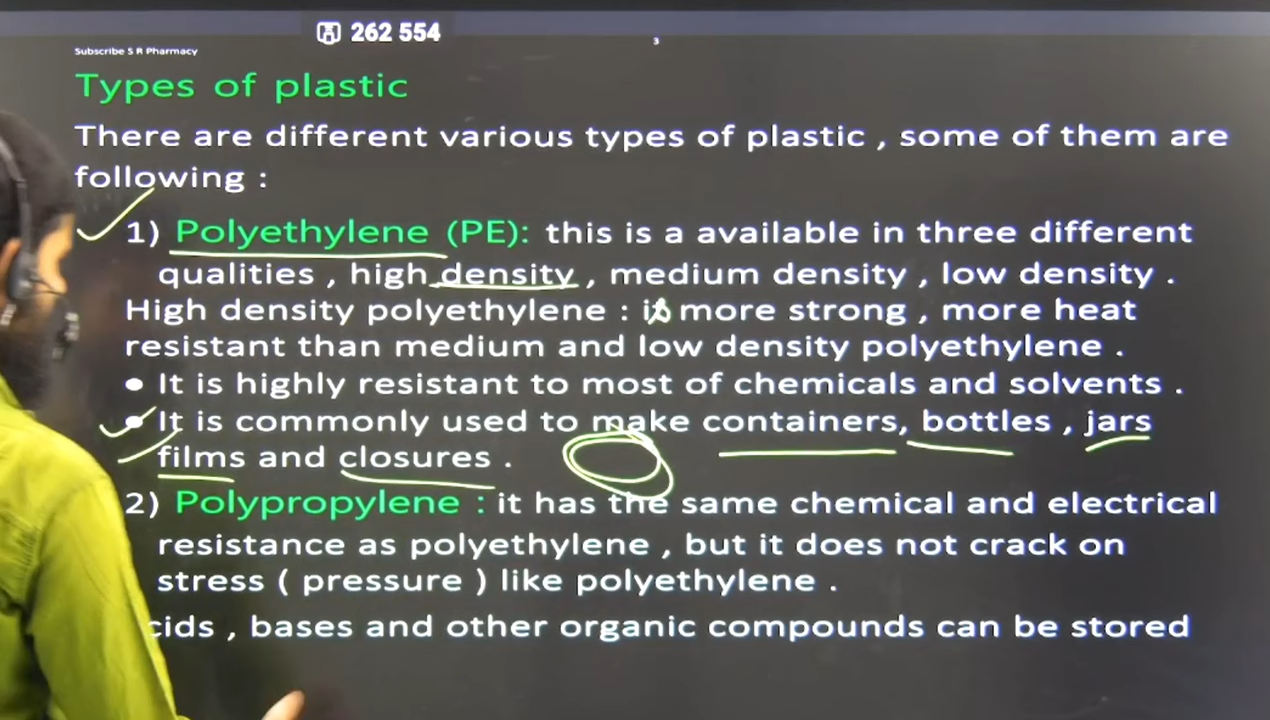 262 554
3
Subscribe S R Pharmacy
Types of plastic
There are different various types of plastic , some of them are
following :
1) Polyethylene (PE): this is a available in three different
qualities , high density , medium density , low density .
High density polyethylene : is more strong , more heat
resistant than medium and low density polyethylene .
• It is highly resistant to most of chemicals and solvents .
• It is commonly used to make containers, bottles , jars
films and closures .
2) Polypropylene : it has the same chemical and electrical
resistance as polyethylene , but it does not crack on
stress ( pressure ) like polyethylene .
cids , bases and other organic compounds can be stored